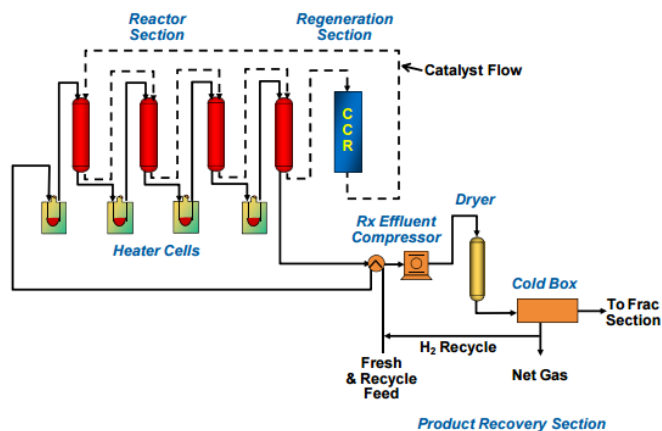 Reactor
Section
Regeneration
Section
Catalyst Flow
C
C
R
Heater Cells
Rx Effluent
Compressor
Dryer
Cold Box
To Frac
Section
H₂ Recycle
Fresh
& Recycle
Feed
Net Gas
Product Recovery Section